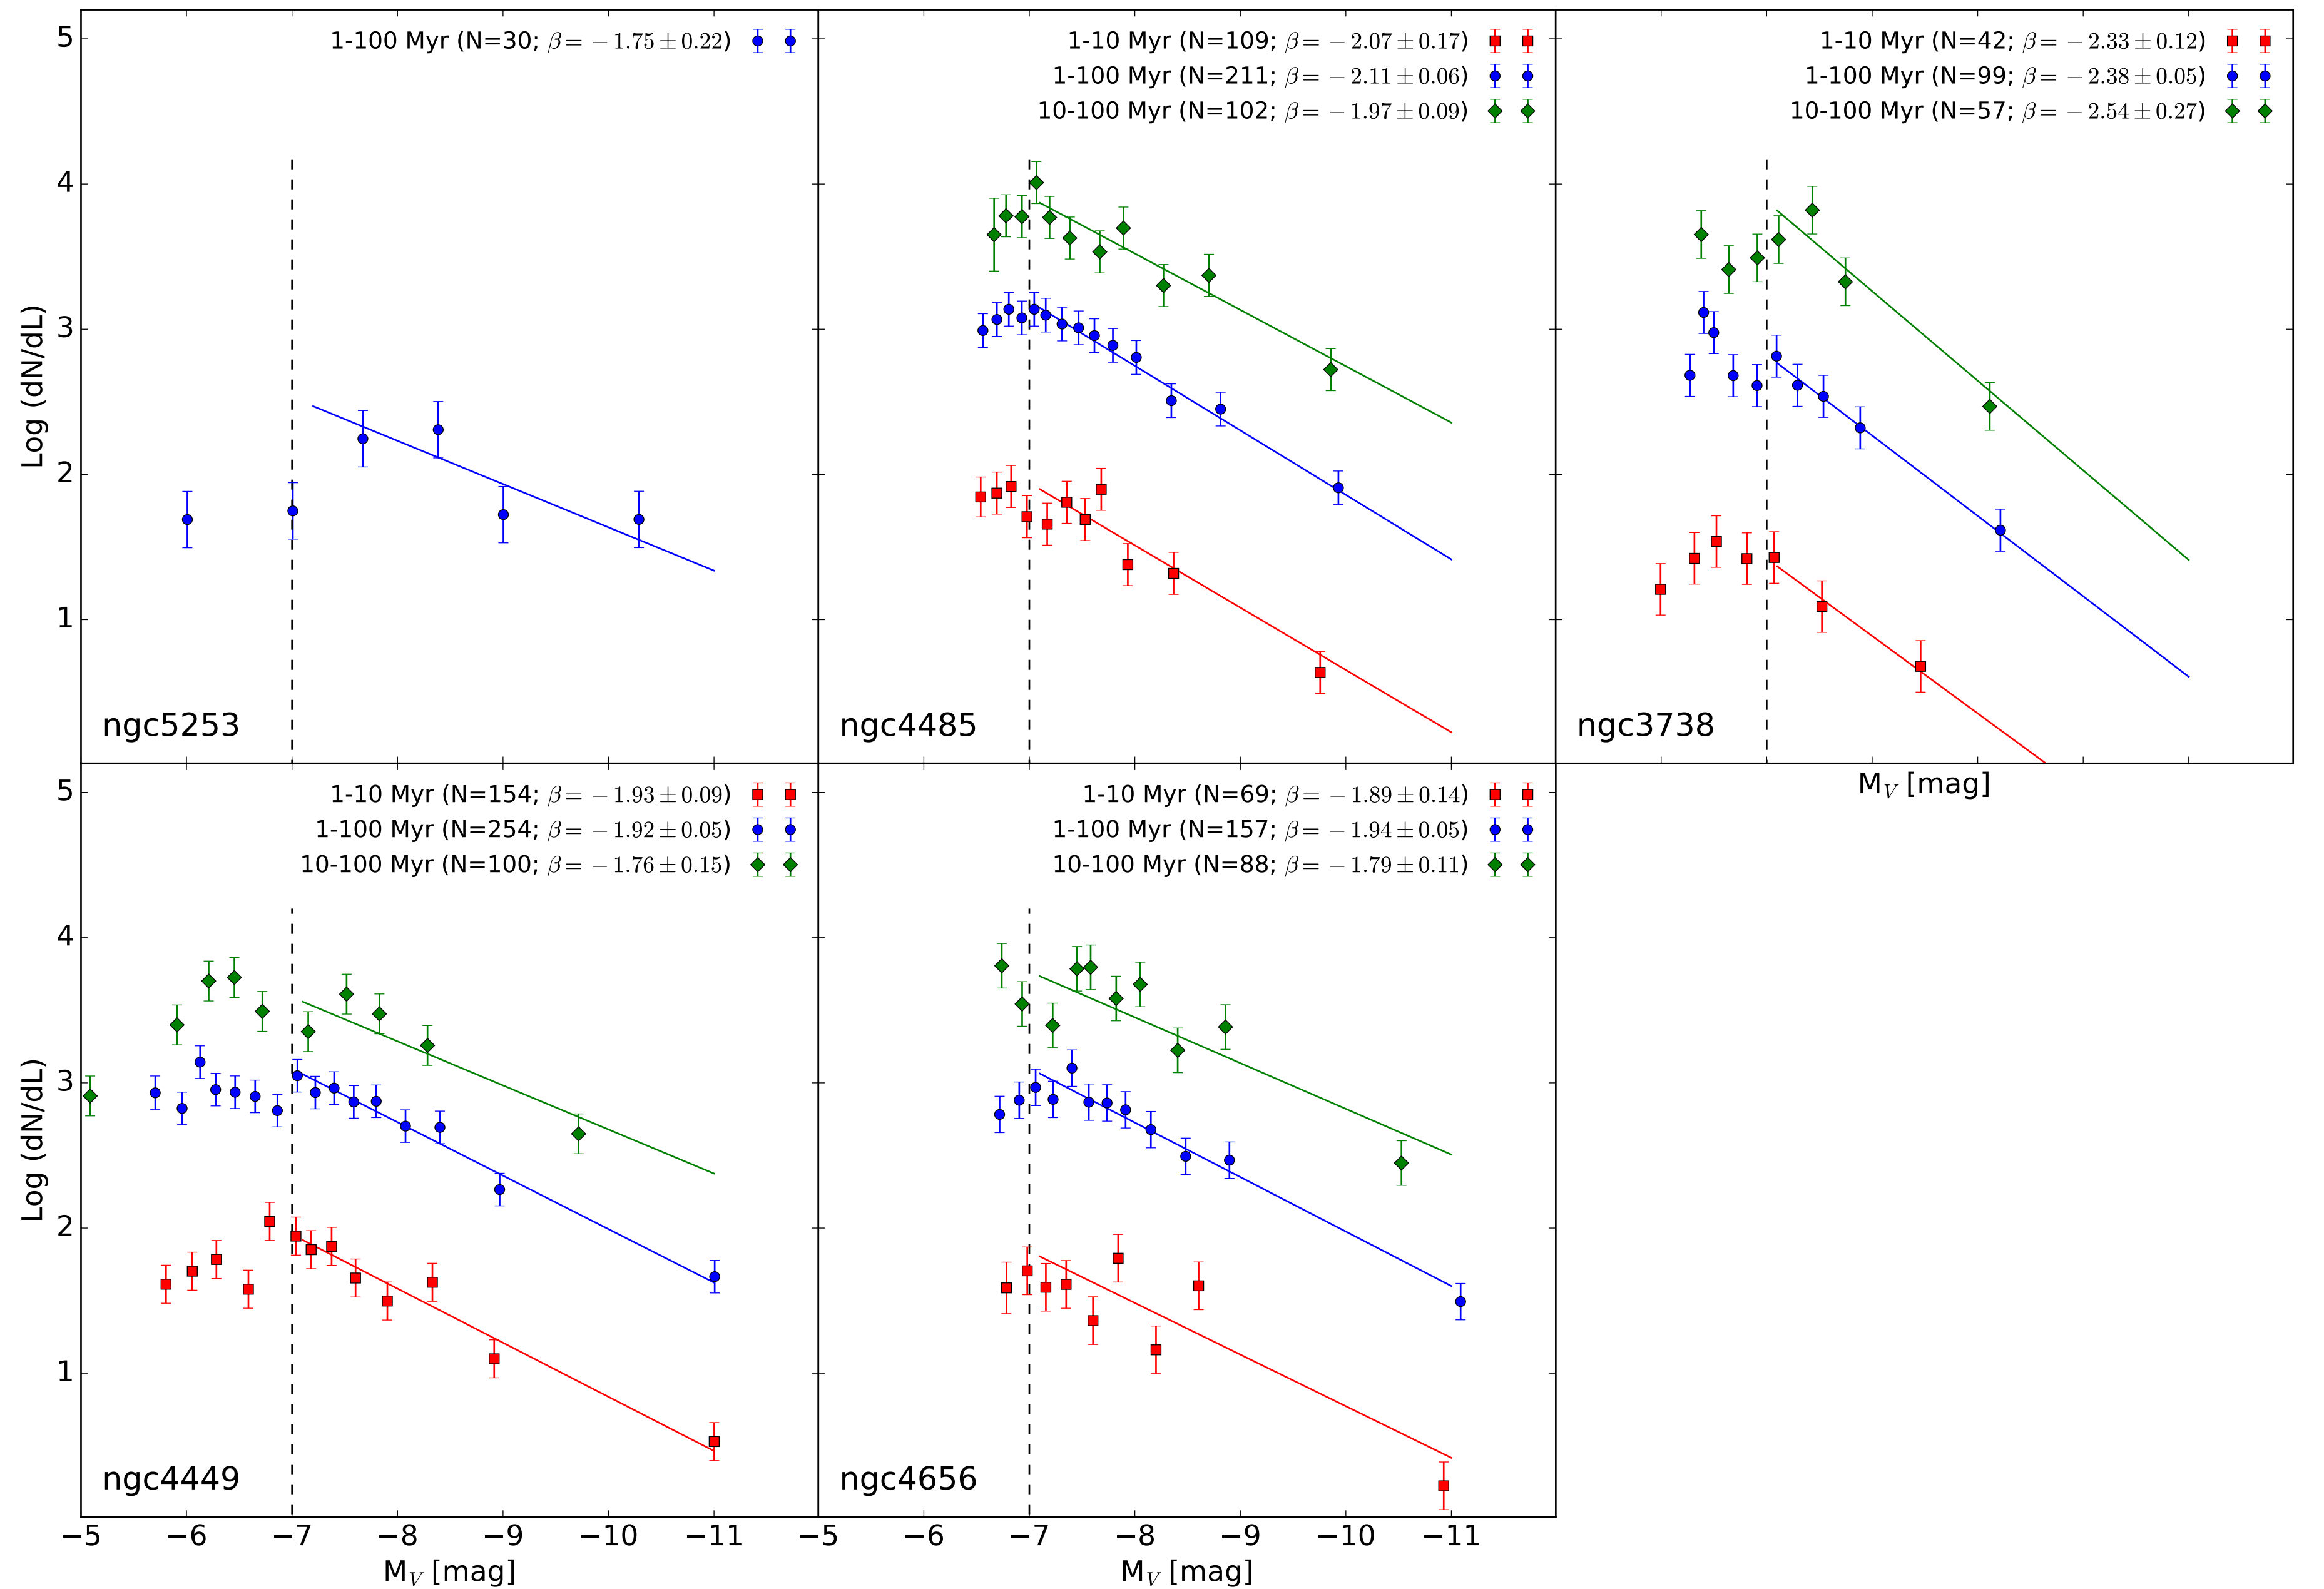 1-100 Myr (N=30; β = −1.75 ± 0.22)
5
4
3
2
1
Log (dN/dL)
ngc5253
1-10 Myr (N=109; β = −2.07 ± 0.17)
1-100 Myr (N=211; β = −2.11 ± 0.06)
10-100 Myr (N=102; β = −1.97 ± 0.09)
ngc4485
1-10 Myr (N=42; β = −2.33 ± 0.12)
1-100 Myr (N=99; β = −2.38 ± 0.05)
10-100 Myr (N=57; β = −2.54 ± 0.27)
ngc3738
M_V [mag]
1-10 Myr (N=154; β = −1.93 ± 0.09)
1-100 Myr (N=254; β = −1.92 ± 0.05)
10-100 Myr (N=100; β = −1.76 ± 0.15)
5
4
3
2
1
Log (dN/dL)
ngc4449
−5 −6 −7 −8 −9 −10 −11
M_V [mag]
1-10 Myr (N=69; β = −1.89 ± 0.14)
1-100 Myr (N=157; β = −1.94 ± 0.05)
10-100 Myr (N=88; β = −1.79 ± 0.11)
ngc4656
−5 −6 −7 −8 −9 −10 −11
M_V [mag]